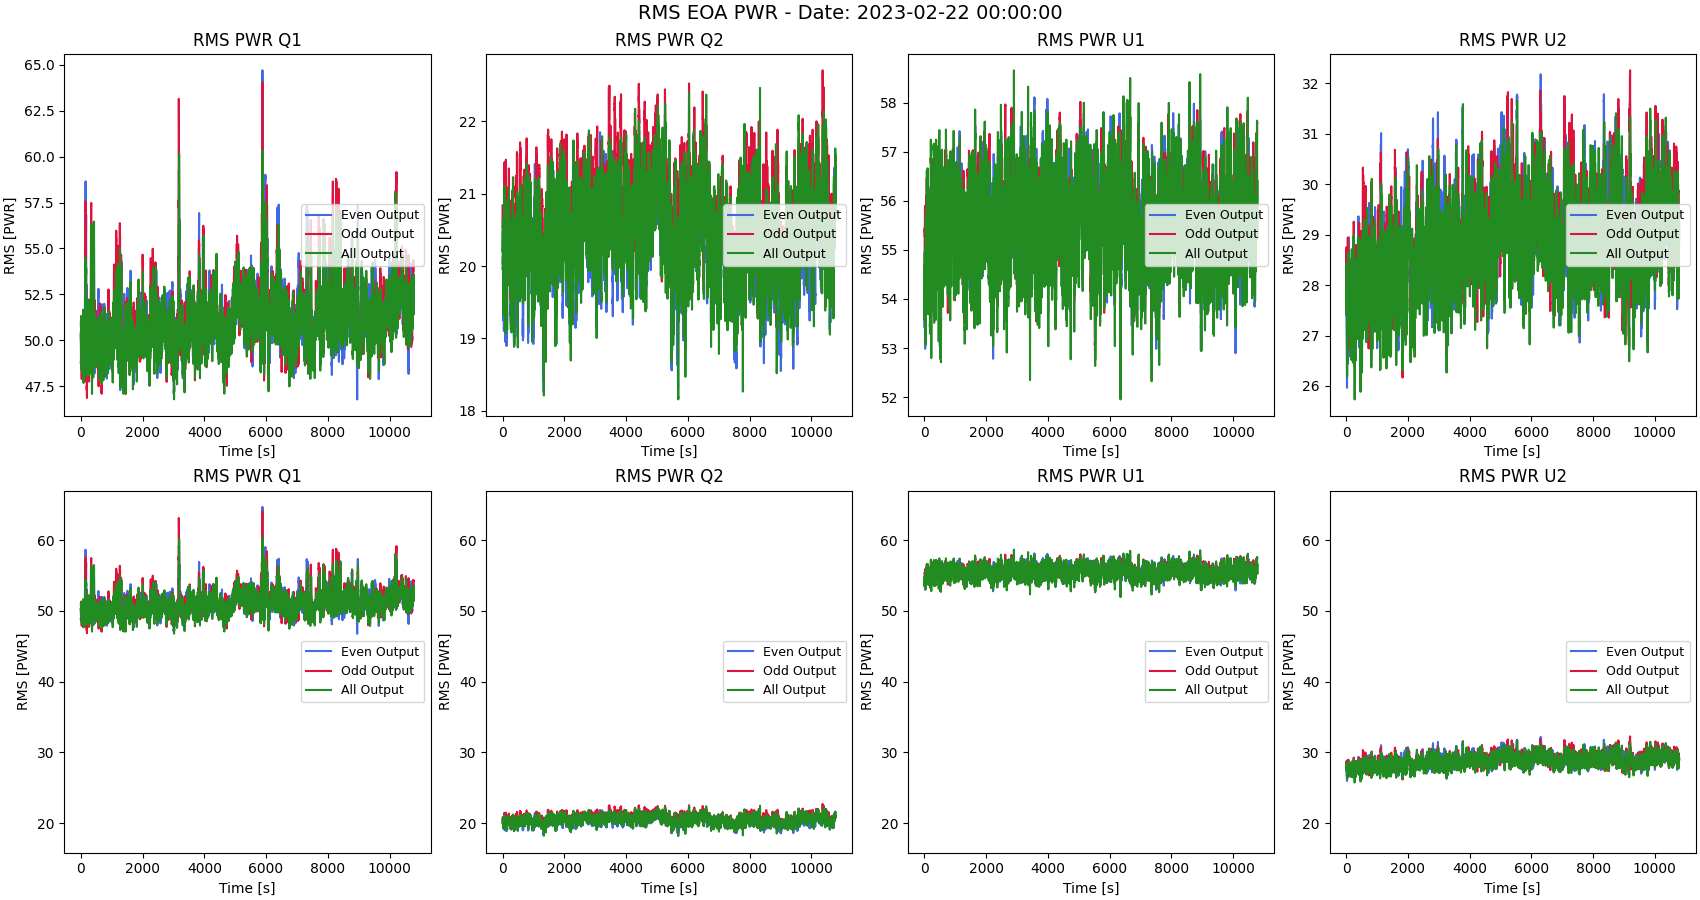 RMS EOA PWR - Date: 2023-02-22 00:00:00
RMS PWR Q1
RMS [PWR]
65.0
62.5
60.0
57.5
55.0
52.5
50.0
47.5
Even Output
Odd Output
All Output
0 2000 4000 6000 8000 10000
Time [s]
RMS PWR Q2
RMS [PWR]
22
21
20
19
18
Even Output
Odd Output
All Output
0 2000 4000 6000 8000 10000
Time [s]
RMS PWR U1
RMS [PWR]
58
57
56
55
54
53
52
Even Output
Odd Output
All Output
0 2000 4000 6000 8000 10000
Time [s]
RMS PWR U2
RMS [PWR]
32
31
30
29
28
27
26
Even Output
Odd Output
All Output
0 2000 4000 6000 8000 10000
Time [s]
RMS PWR Q1
RMS [PWR]
60
50
40
30
20
Even Output
Odd Output
All Output
0 2000 4000 6000 8000 10000
Time [s]
RMS PWR Q2
RMS [PWR]
60
50
40
30
20
Even Output
Odd Output
All Output
0 2000 4000 6000 8000 10000
Time [s]
RMS PWR U1
RMS [PWR]
60
50
40
30
20
Even Output
Odd Output
All Output
0 2000 4000 6000 8000 10000
Time [s]
RMS PWR U2
RMS [PWR]
60
50
40
30
20
Even Output
Odd Output
All Output
0 2000 4000 6000 8000 10000
Time [s]